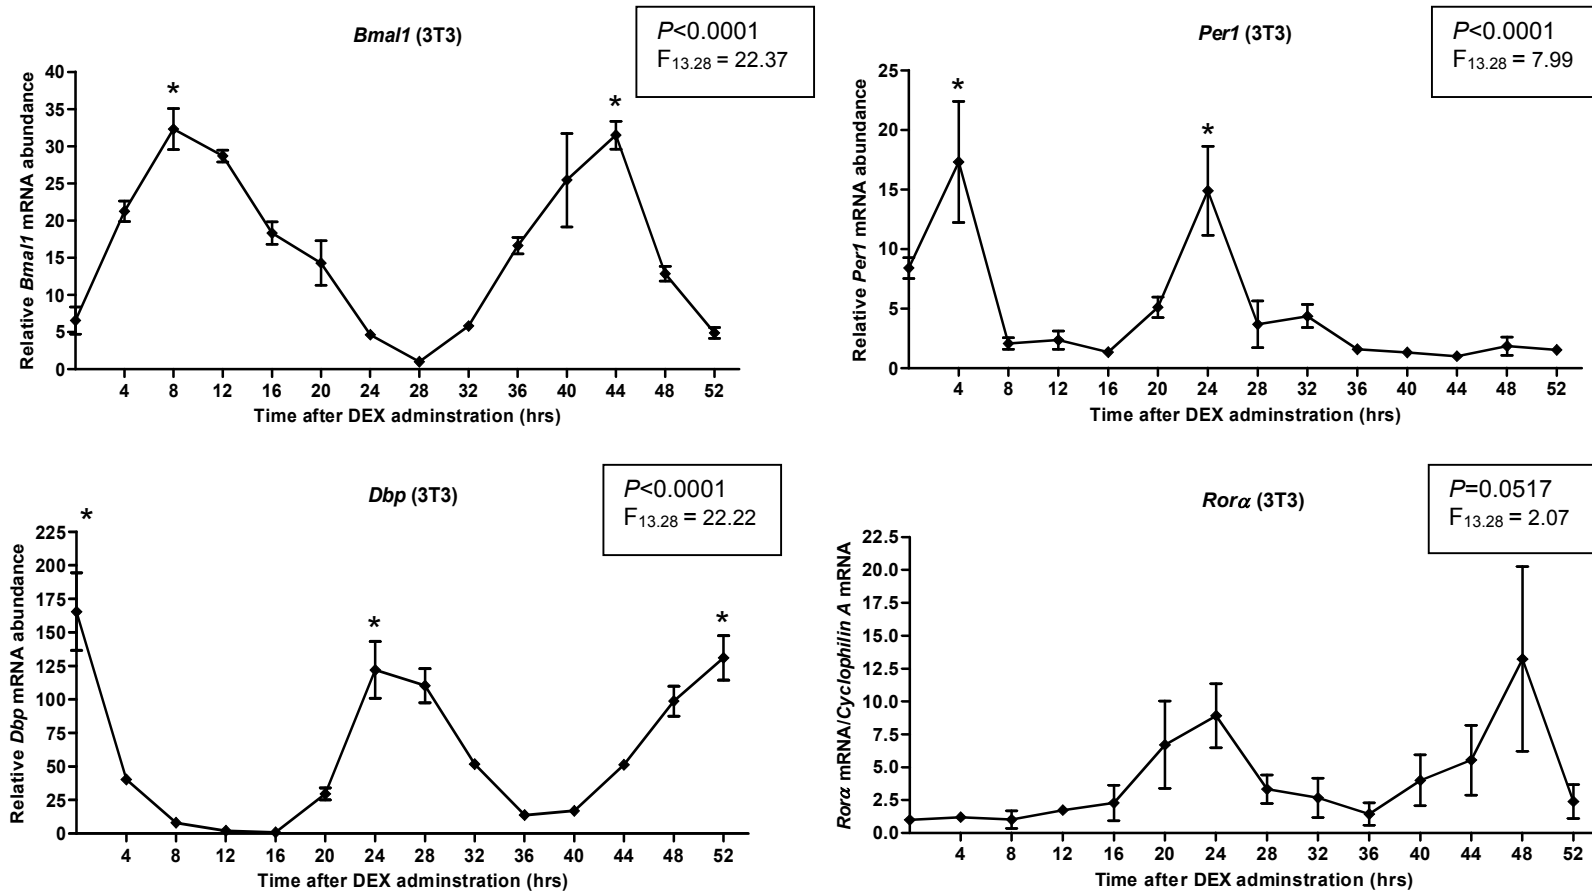 Bmal1 (3T3)
P<0.0001
F13.28 = 22.37
Relative Bmal1 mRNA abundance
40
35
30
25
20
15
10
5
0
* *
4 8 12 16 20 24 28 32 36 40 44 48 52
Time after DEX adminstration (hrs)
Per1 (3T3)
P<0.0001
F13.28 = 7.99
Relative Per1 mRNA abundance
25
20
15
10
5
0
* *
4 8 12 16 20 24 28 32 36 40 44 48 52
Time after DEX adminstration (hrs)
Dbp (3T3)
P<0.0001
F13.28 = 22.22
Relative Dbp mRNA abundance
225
200
175
150
125
100
75
50
25
0
* * *
4 8 12 16 20 24 28 32 36 40 44 48 52
Time after DEX adminstration (hrs)
Rorα (3T3)
P=0.0517
F13.28 = 2.07
Rorα mRNA/Cyclophilin A mRNA
22.5
20.0
17.5
15.0
12.5
10.0
7.5
5.0
2.5
0.0
4 8 12 16 20 24 28 32 36 40 44 48 52
Time after DEX adminstration (hrs)